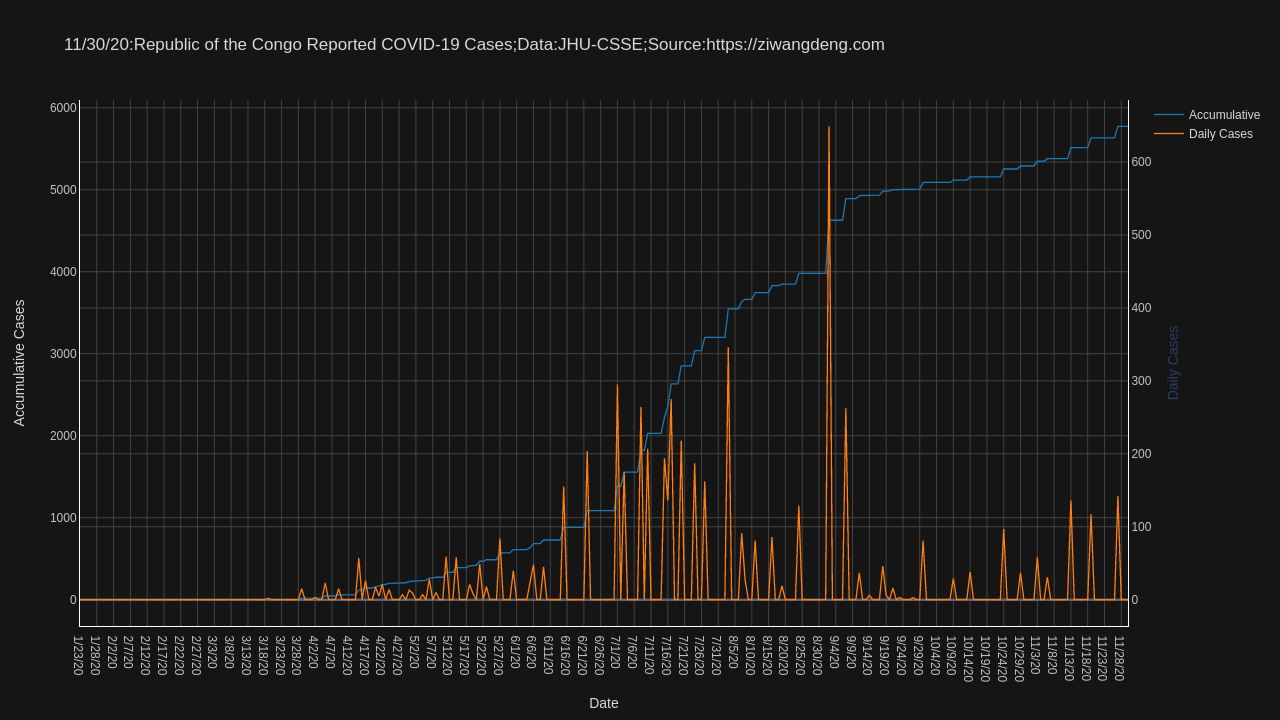 11/30/20:Republic of the Congo Reported COVID-19 Cases;Data:JHU-CSSE;Source:https://ziwangdeng.com
Accumulative
Daily Cases
6000
5000
4000
3000
2000
1000
0
Accumulative Cases
600
500
400
300
200
100
0
Daily Cases
1/23/20 1/28/20 2/2/20 2/7/20 2/12/20 2/17/20 2/22/20 2/27/20 3/3/20 3/8/20 3/13/20 3/18/20 3/23/20 3/28/20 4/2/20 4/7/20 4/12/20 4/17/20 4/22/20 4/27/20 5/2/20 5/7/20 5/12/20 5/17/20 5/22/20 5/27/20 6/1/20 6/6/20 6/11/20 6/16/20 6/21/20 6/26/20 7/1/20 7/6/20 7/11/20 7/16/20 7/21/20 7/26/20 7/31/20 8/5/20 8/10/20 8/15/20 8/20/20 8/25/20 8/30/20 9/4/20 9/9/20 9/14/20 9/19/20 9/24/20 9/29/20 10/4/20 10/9/20 10/14/20 10/19/20 10/24/20 10/29/20 11/3/20 11/8/20 11/13/20 11/18/20 11/23/20 11/28/20
Date